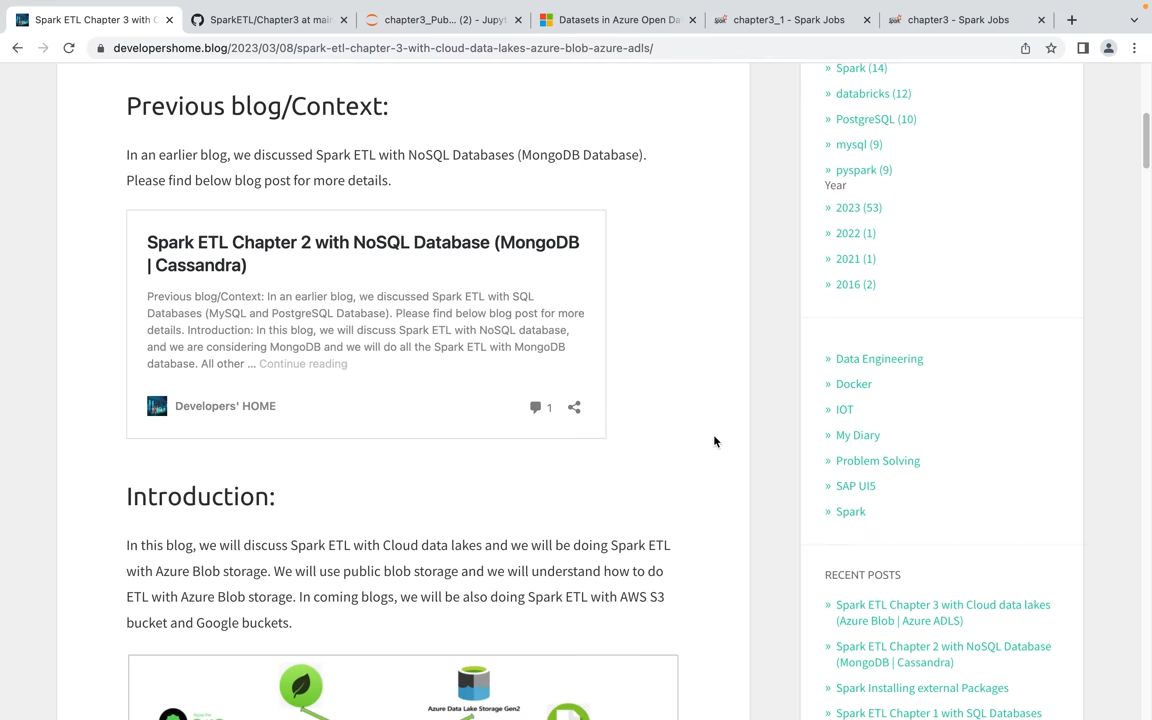 Spark ETL Chapter 3 with C
SparkETL/Chapter3 at main
chapter3_Pub... (2) - Jupyt
Datasets in Azure Open Da
chapter3_1 - Spark Jobs
chapter3 - Spark Jobs
developershome.blog/2023/03/08/spark-etl-chapter-3-with-cloud-data-lakes-azure-blob-azure-adls/
Previous blog/Context:
In an earlier blog, we discussed Spark ETL with NoSQL Databases (MongoDB Database).
Please find below blog post for more details.
Spark ETL Chapter 2 with NoSQL Database (MongoDB
| Cassandra)
Previous blog/Context: In an earlier blog, we discussed Spark ETL with SQL
Databases (MySQL and PostgreSQL Database). Please find below blog post for more
details. Introduction: In this blog, we will discuss Spark ETL with NoSQL database,
and we are considering MongoDB and we will do all the Spark ETL with MongoDB
database. All other ... Continue reading
Developers' HOME
1
Introduction:
In this blog, we will discuss Spark ETL with Cloud data lakes and we will be doing Spark ETL
with Azure Blob storage. We will use public blob storage and we will understand how to do
ETL with Azure Blob storage. In coming blogs, we will be also doing Spark ETL with AWS S3
bucket and Google buckets.
Azure Data Lake Storage Gen2
» Spark (14)
» databricks (12)
» PostgreSQL (10)
» mysql (9)
» pyspark (9)
Year
» 2023 (53)
» 2022 (1)
» 2021 (1)
» 2016 (2)
» Data Engineering
» Docker
» IOT
» My Diary
» Problem Solving
» SAP UI5
» Spark
RECENT POSTS
» Spark ETL Chapter 3 with Cloud data lakes
(Azure Blob | Azure ADLS)
» Spark ETL Chapter 2 with NoSQL Database
(MongoDB | Cassandra)
» Spark Installing external Packages
» Spark ETL Chapter 1 with SQL Databases